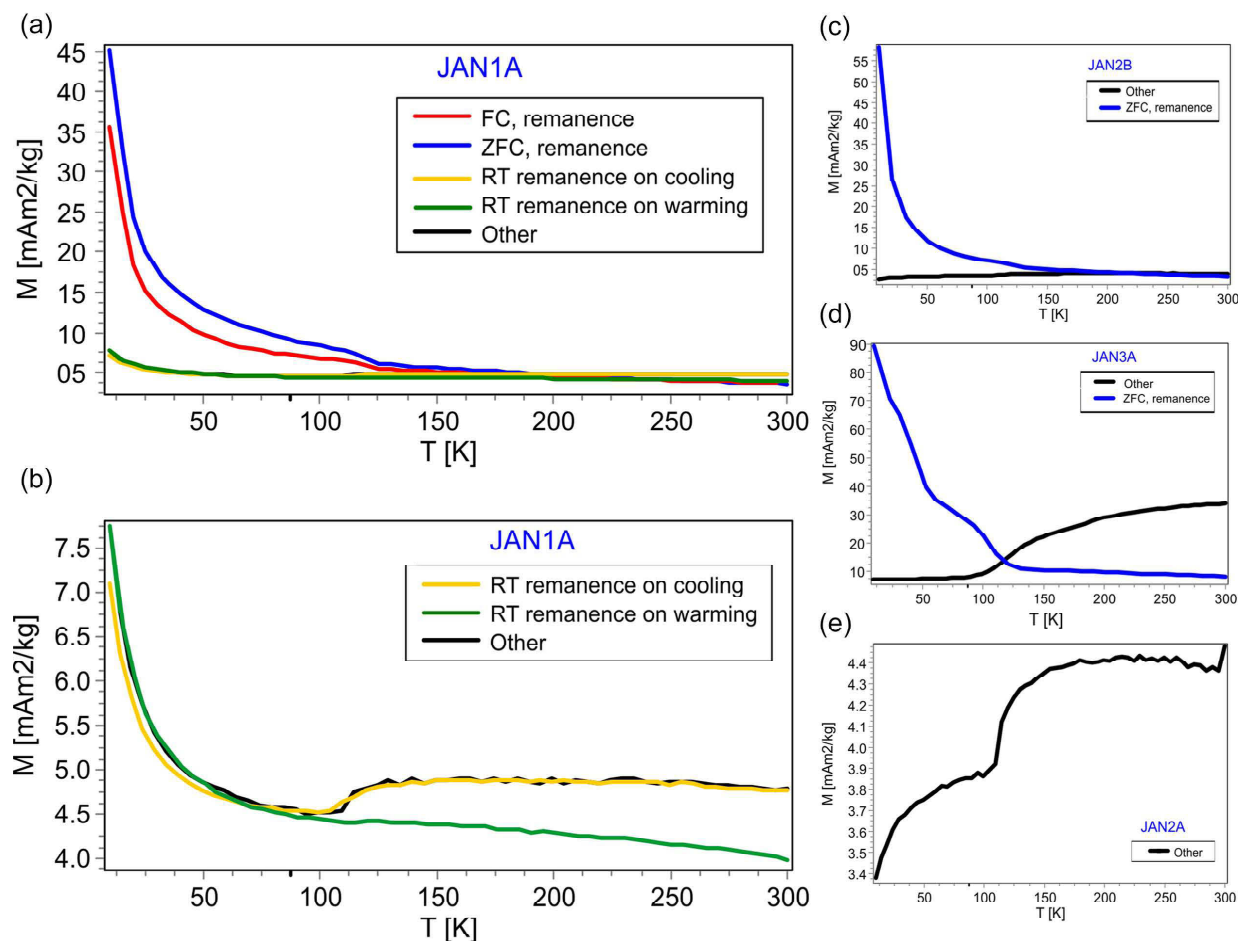 (a)
JAN1A
FC, remanence
ZFC, remanence
RT remanence on cooling
RT remanence on warming
Other
M [mAm2/kg]
45
40
35
30
25
20
15
10
05
50 100 150 200 250 300
T [K]
(b)
JAN1A
RT remanence on cooling
RT remanence on warming
Other
M [mAm2/kg]
7.5
7.0
6.5
6.0
5.5
5.0
4.5
4.0
50 100 150 200 250 300
T [K]
(c)
JAN2B
Other
ZFC, remanence
M [mAm2/kg]
55
50
45
40
35
30
25
20
15
10
05
50 100 150 200 250 300
T [K]
(d)
JAN3A
Other
ZFC, remanence
M [mAm2/kg]
90
80
70
60
50
40
30
20
10
50 100 150 200 250 300
T [K]
(e)
JAN2A
Other
M [mAm2/kg]
4.4
4.3
4.2
4.1
4.0
3.9
3.8
3.7
3.6
3.5
3.4
50 100 150 200 250 300
T [K]